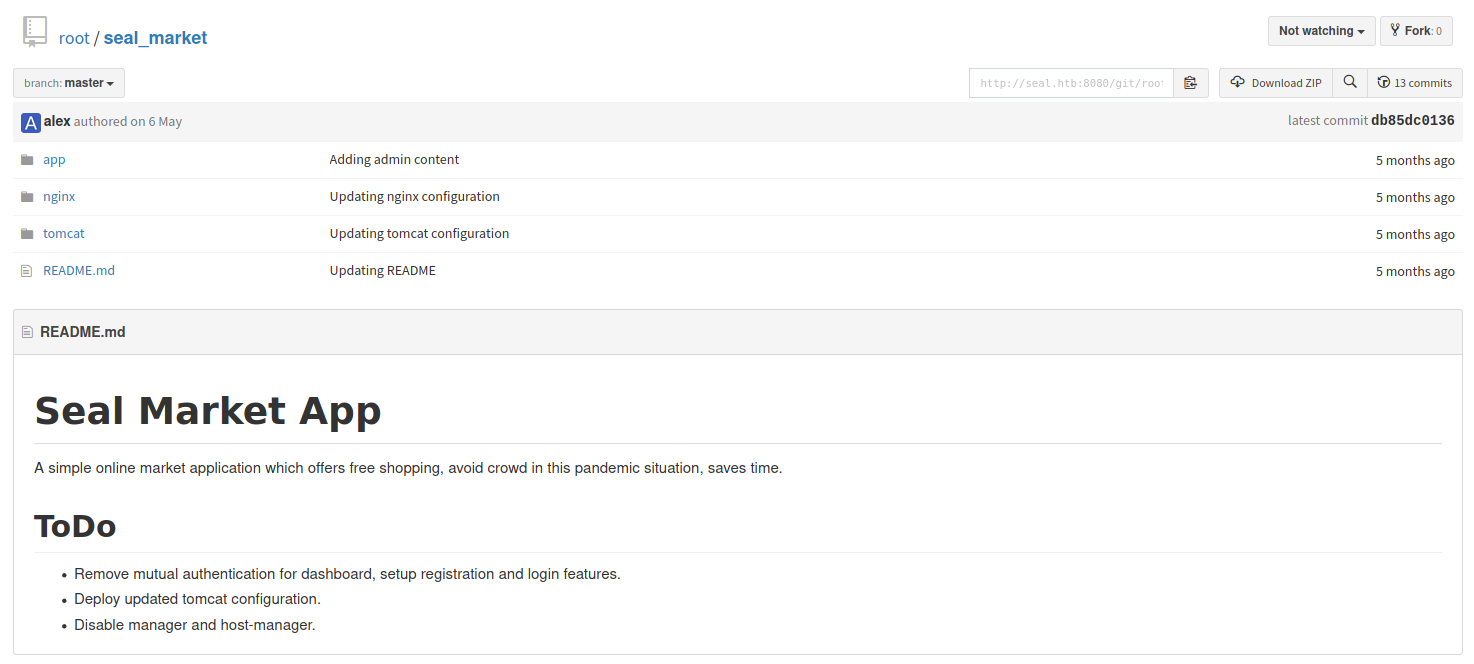 root / seal_market
Not watching
Fork: 0
branch: master
http://seal.htb:8080/git/root
Download ZIP
13 commits
A alex authored on 6 May
latest commit db85dc0136
app Adding admin content 5 months ago
nginx Updating nginx configuration 5 months ago
tomcat Updating tomcat configuration 5 months ago
README.md Updating README 5 months ago
README.md
Seal Market App
A simple online market application which offers free shopping, avoid crowd in this pandemic situation, saves time.
ToDo
• Remove mutual authentication for dashboard, setup registration and login features.
• Deploy updated tomcat configuration.
• Disable manager and host-manager.